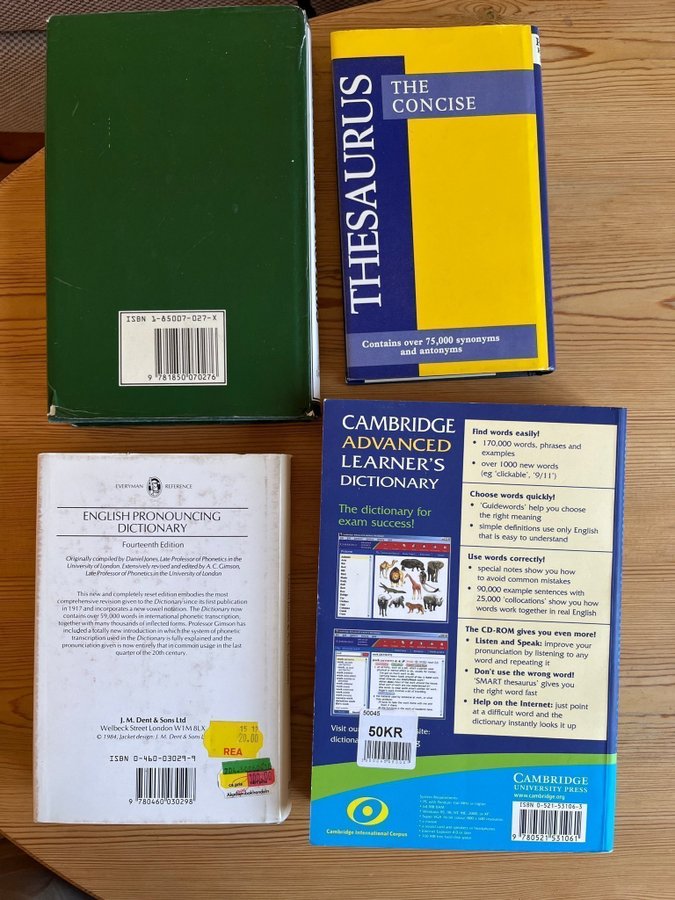 ISBN 1-85007-027-X
9 781850 070276
THESAURUS
THE
CONCISE
Contains over 75,000 synonyms
and antonyms
EVERYMAN REFERENCE
ENGLISH PRONOUNCING
DICTIONARY
Fourteenth Edition
Originally compiled by Daniel Jones, Late Professor of Phonetics in the
University of London. Extensively revised and edited by A. C. Gimson,
Late Professor of Phonetics in the University of London
This new and completely reset edition embodies the most
comprehensive revision given to the Dictionary since its first publication
in 1917 and incorporates a new vowel notation. The Dictionary now
contains over 59,000 words in international phonetic transcription,
together with many thousands of inflected forms. Professor Gimson has
included a totally new introduction in which the system of phonetic
transcription used in the Dictionary is fully explained and the
pronunciation given is now entirely that in common usage in the last
quarter of the 20th century.
J. M. Dent & Sons Ltd
Welbeck Street London W1M 8LX
© 1984, Jacket design: J. M. Dent & Sons
15 12
20.00
REA
ISBN 0-460-03029-9
9 780460 030298
CAMBRIDGE
ADVANCED
LEARNER'S
DICTIONARY
The dictionary for
exam success!
50045
50KR
Visit our
Cambridge International Corpus
Find words easily!
• 170,000 words, phrases and
examples
• over 1000 new words
(eg 'clickable', '9/11')
Choose words quickly!
• 'Guidewords' help you choose
the right meaning
• simple definitions use only English
that is easy to understand
Use words correctly!
• special notes show you how
to avoid common mistakes
• 90,000 example sentences with
25,000 'collocations' show you how
words work together in real English
The CD-ROM gives you even more!
• Listen and Speak: improve your
pronunciation by listening to any
word and repeating it
• Don't use the wrong word!
'SMART thesaurus' gives you
the right word fast
• Help on the Internet: just point
at a difficult word and the
dictionary instantly looks it up
CAMBRIDGE
UNIVERSITY PRESS
www.cambridge.org
ISBN 0-521-53106-3
9 780521 531061